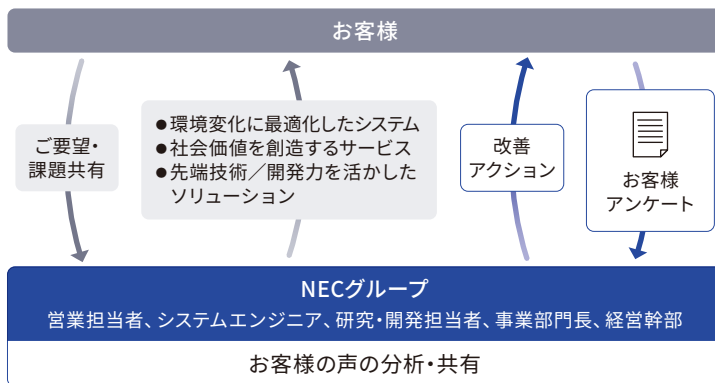 お客様
ご要望・
課題共有
●環境変化に最適化したシステム
●社会価値を創造するサービス
●先端技術／開発力を活かした
ソリューション
改善
アクション
お客様
アンケート
NECグループ
営業担当者、システムエンジニア、研究・開発担当者、事業部門長、経営幹部
お客様の声の分析・共有